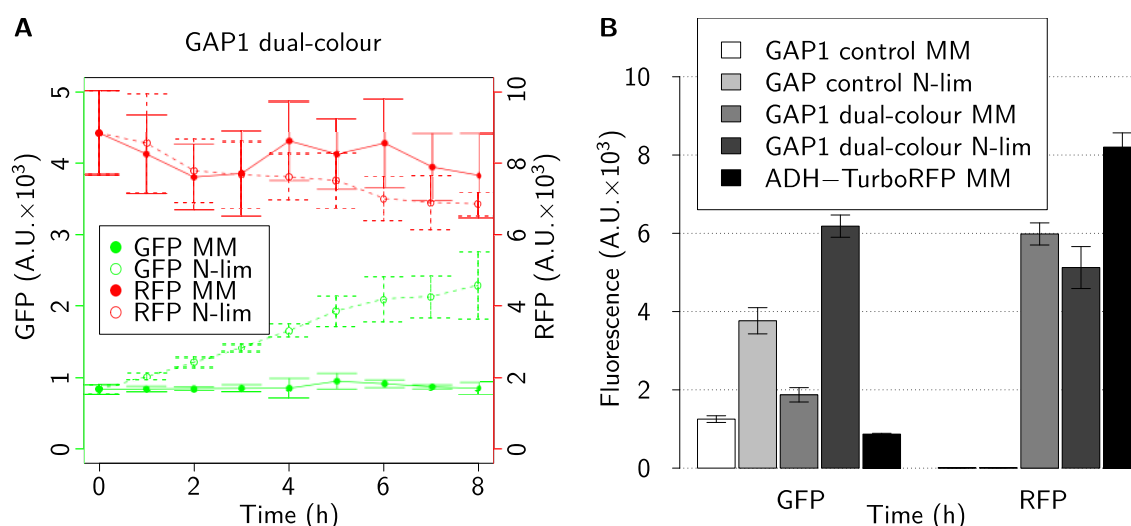 A
GAP1 dual-colour
GFP (A.U.×10³)
5
4
3
2
1
0
GFP MM
GFP N-lim
RFP MM
RFP N-lim
10
8
6
4
2
0
RFP (A.U.×10³)
0 2 4 6 8
Time (h)
B
GAP1 control MM
GAP control N-lim
GAP1 dual-colour MM
GAP1 dual-colour N-lim
ADH−TurboRFP MM
Fluorescence (A.U.×10³)
10
8
6
4
2
0
GFP RFP
Time (h)